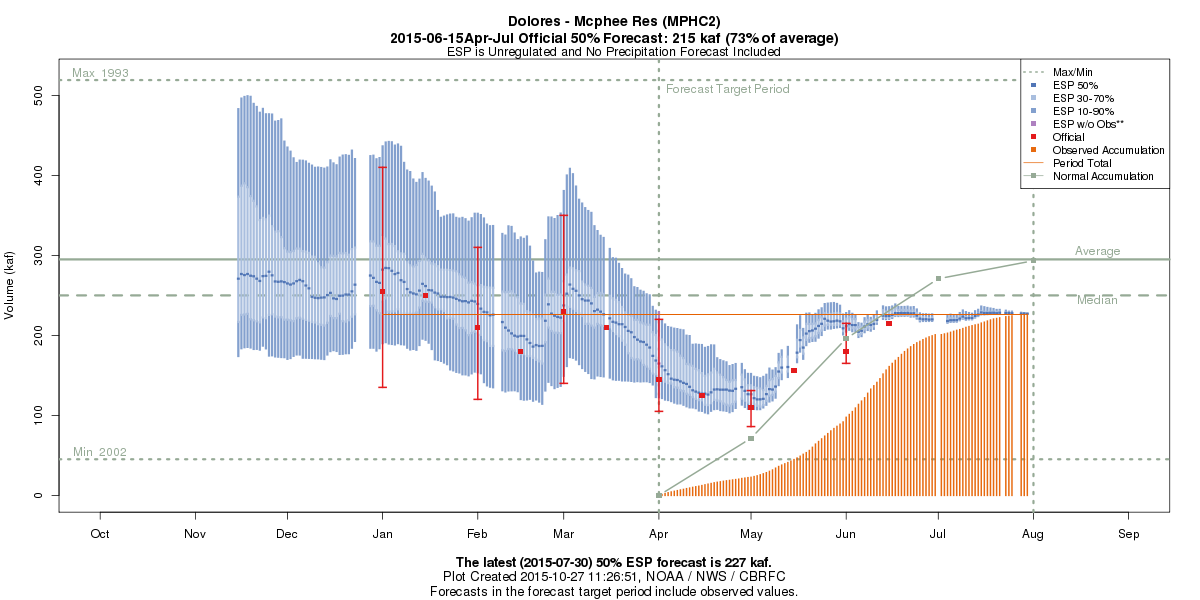 Dolores - Mcphee Res (MPHC2)
2015-06-15Apr-Jul Official 50% Forecast: 215 kaf (73% of average)
ESP is Unregulated and No Precipitation Forecast Included
Max 1993
Forecast Target Period
Max/Min
ESP 50%
ESP 30-70%
ESP 10-90%
ESP w/o Obs**
Official
Observed Accumulation
Period Total
Normal Accumulation
Average
Median
Min 2002
Volume (kaf)
500
400
300
200
100
0
Oct Nov Dec Jan Feb Mar Apr May Jun Jul Aug Sep
The latest (2015-07-30) 50% ESP forecast is 227 kaf.
Plot Created 2015-10-27 11:26:51, NOAA / NWS / CBRFC
Forecasts in the forecast target period include observed values.